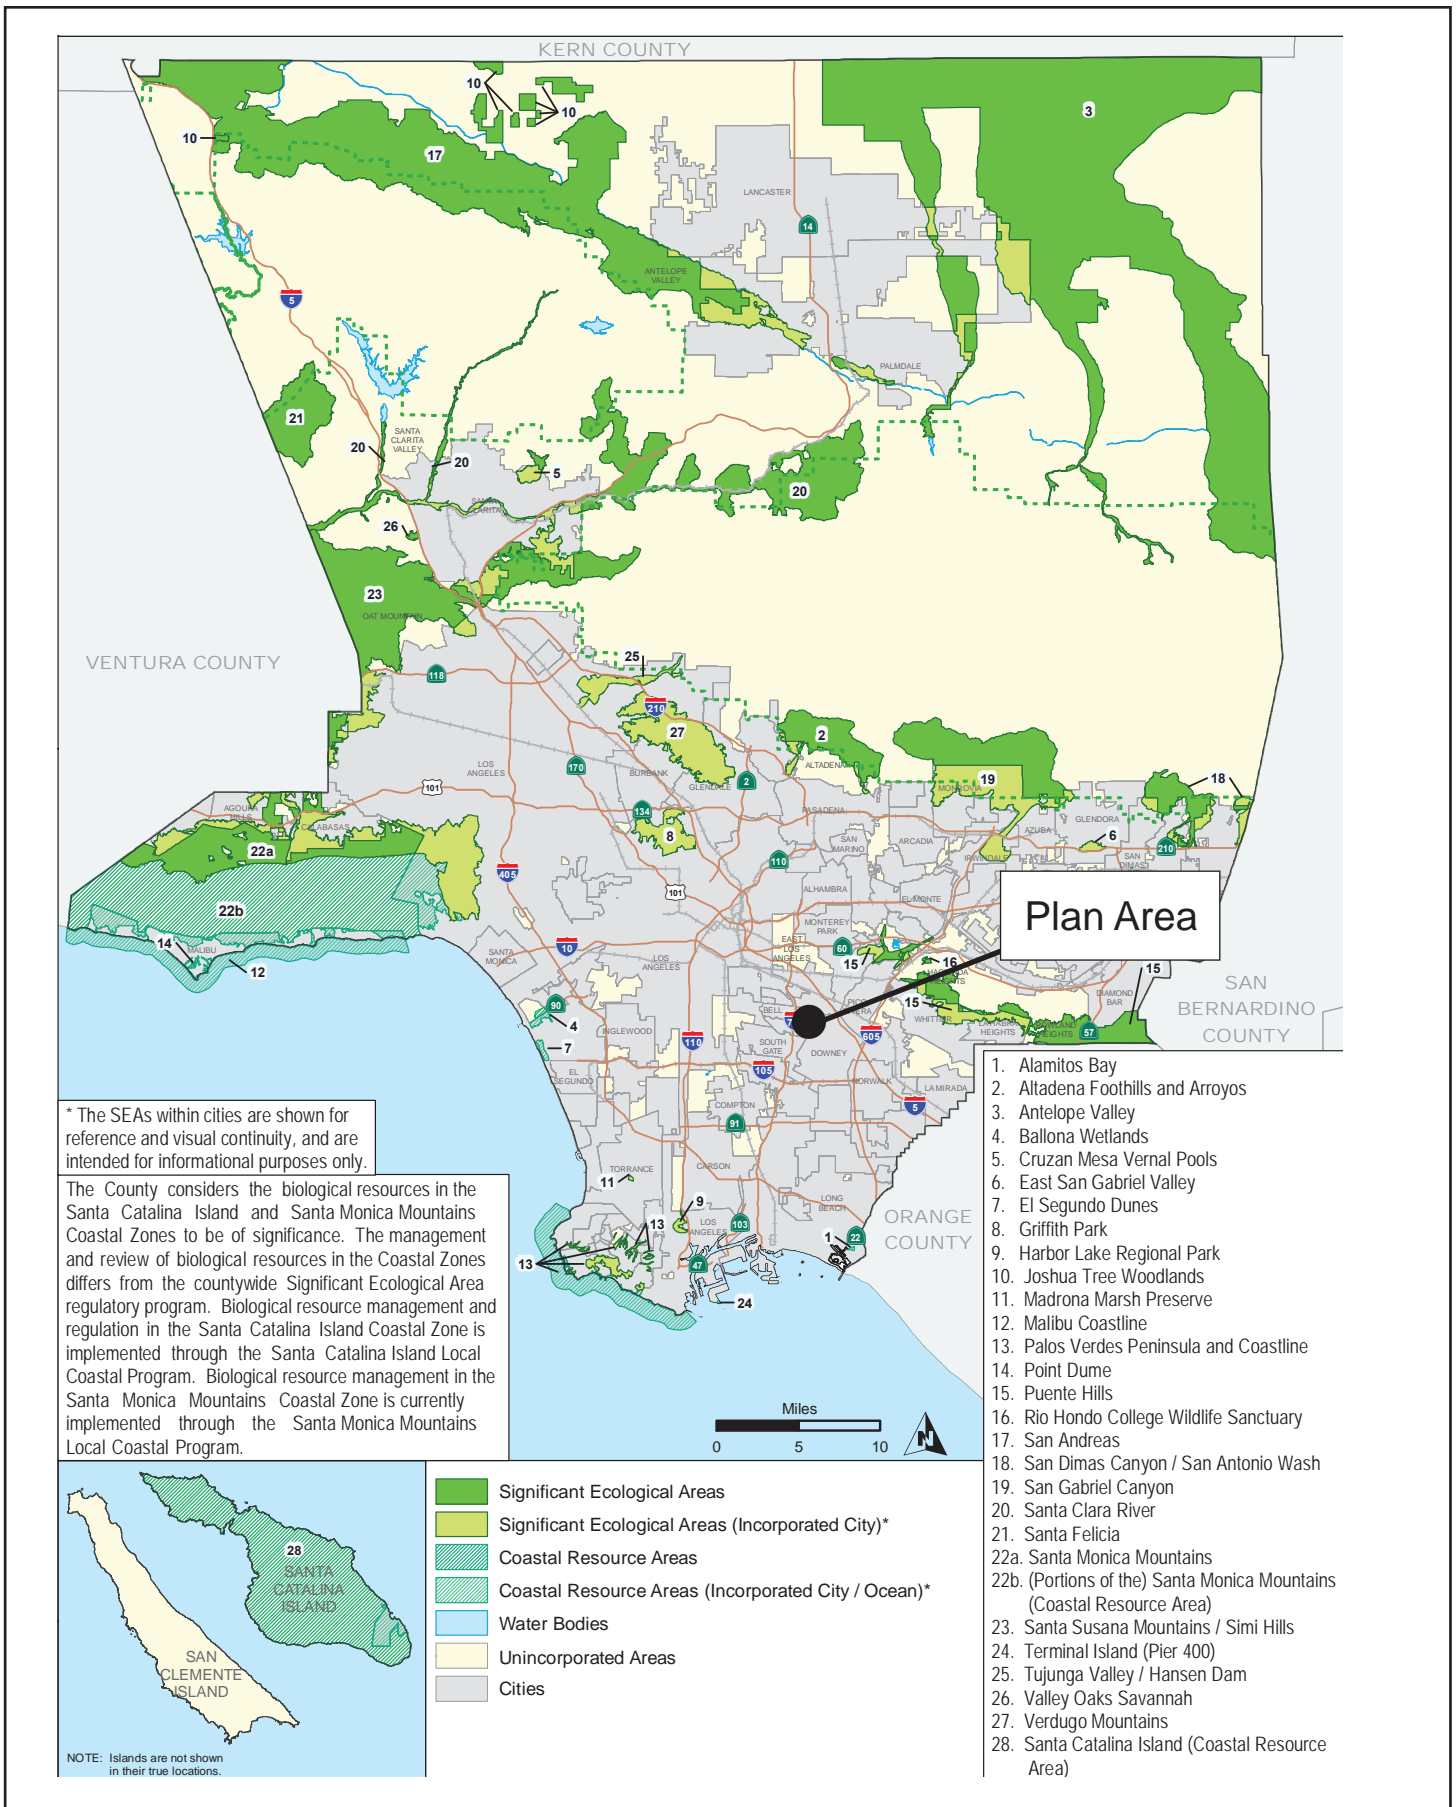 KERN COUNTY
10
10
3
10
17
LANCASTER
14
ANTELOPE
VALLEY
5
PALMDALE
21
SANTA
CLARITA
VALLEY
20
20
5
20
SANTA
CLARITA
26
23
OAT MOUNTAIN
VENTURA COUNTY
118
25
210
27
2
ALTADENA
LOS
ANGELES
170
BURBANK
GLENDALE
2
19
MONROVIA
18
101
134
PASADENA
AGOURA
HILLS
CALABASAS
8
SAN
MARINO
ARCADIA
AZUSA
GLENDORA
6
IRWINDALE
SAN
DIMAS
210
22a
405
110
101
ALHAMBRA
EL MONTE
22b
MONTEREY
PARK
Plan Area
14
MALIBU
12
SANTA
MONICA
10
LOS
ANGELES
EAST
LOS
ANGELES
60
15
16
HACIENDA
HEIGHTS
15
SAN
BERNARDINO
COUNTY
DIAMOND
BAR
90
4
BELL
PICO
RIVERA
15
WHITTIER
LA HABRA
HEIGHTS
ROWLAND
HEIGHTS
57
7
INGLEWOOD
110
SOUTH
GATE
DOWNEY
605
EL
SEGUNDO
105
NORWALK
LA MIRADA
5
COMPTON
91
TORRANCE
11
CARSON
LONG
BEACH
9
13
LOS
ANGELES
103
1
22
ORANGE
COUNTY
13
47
24
* The SEAs within cities are shown for
reference and visual continuity, and are
intended for informational purposes only.
The County considers the biological resources in the
Santa Catalina Island and Santa Monica Mountains
Coastal Zones to be of significance. The management
and review of biological resources in the Coastal Zones
differs from the countywide Significant Ecological Area
regulatory program. Biological resource management and
regulation in the Santa Catalina Island Coastal Zone is
implemented through the Santa Catalina Island Local
Coastal Program. Biological resource management in the
Santa Monica Mountains Coastal Zone is currently
implemented through the Santa Monica Mountains
Local Coastal Program.
Miles
0 5 10
N
1. Alamitos Bay
2. Altadena Foothills and Arroyos
3. Antelope Valley
4. Ballona Wetlands
5. Cruzan Mesa Vernal Pools
6. East San Gabriel Valley
7. El Segundo Dunes
8. Griffith Park
9. Harbor Lake Regional Park
10. Joshua Tree Woodlands
11. Madrona Marsh Preserve
12. Malibu Coastline
13. Palos Verdes Peninsula and Coastline
14. Point Dume
15. Puente Hills
16. Rio Hondo College Wildlife Sanctuary
17. San Andreas
18. San Dimas Canyon / San Antonio Wash
19. San Gabriel Canyon
20. Santa Clara River
21. Santa Felicia
22a. Santa Monica Mountains
22b. (Portions of the) Santa Monica Mountains
(Coastal Resource Area)
23. Santa Susana Mountains / Simi Hills
24. Terminal Island (Pier 400)
25. Tujunga Valley / Hansen Dam
26. Valley Oaks Savannah
27. Verdugo Mountains
28. Santa Catalina Island (Coastal Resource
Area)
28
SANTA
CATALINA
ISLAND
SAN
CLEMENTE
ISLAND
NOTE: Islands are not shown
in their true locations.
Significant Ecological Areas
Significant Ecological Areas (Incorporated City)*
Coastal Resource Areas
Coastal Resource Areas (Incorporated City / Ocean)*
Water Bodies
Unincorporated Areas
Cities